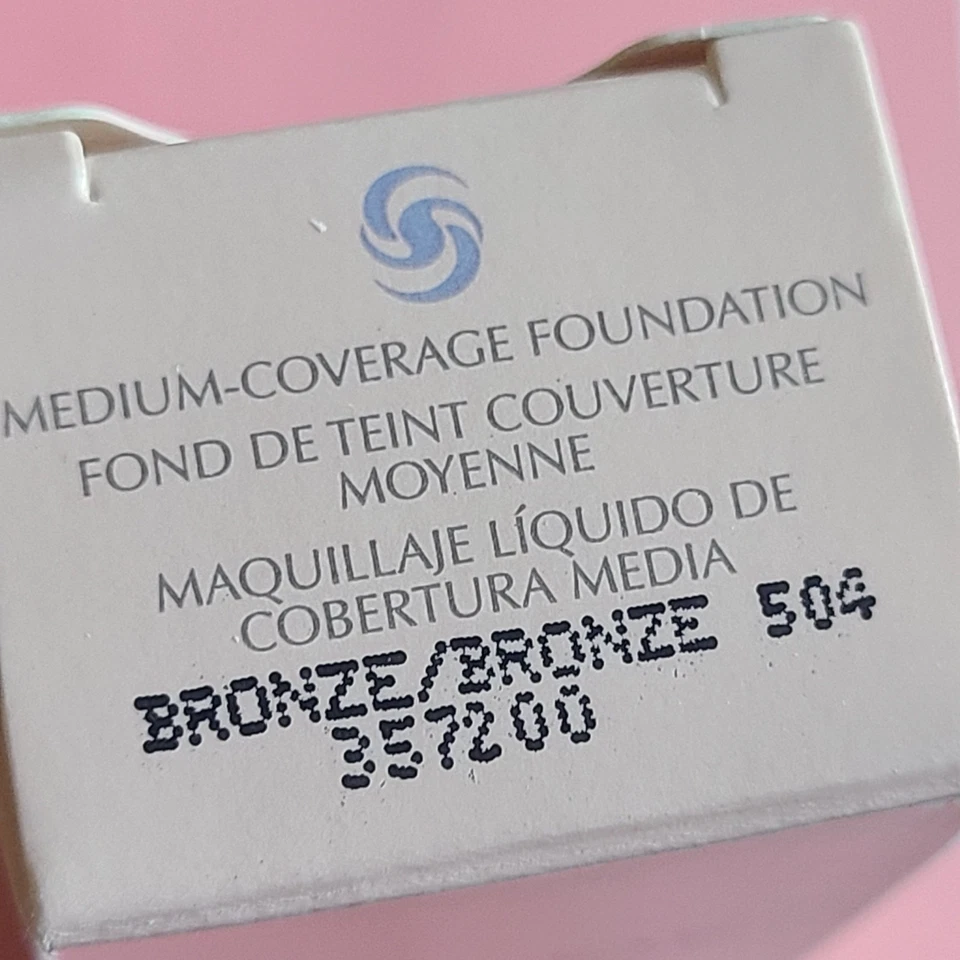 MEDIUM-COVERAGE FOUNDATION
FOND DE TEINT COUVERTURE
MOYENNE
MAQUILLAJE LÍQUIDO DE
COBERTURA MEDIA
BRONZE/BRONZE 504
357200